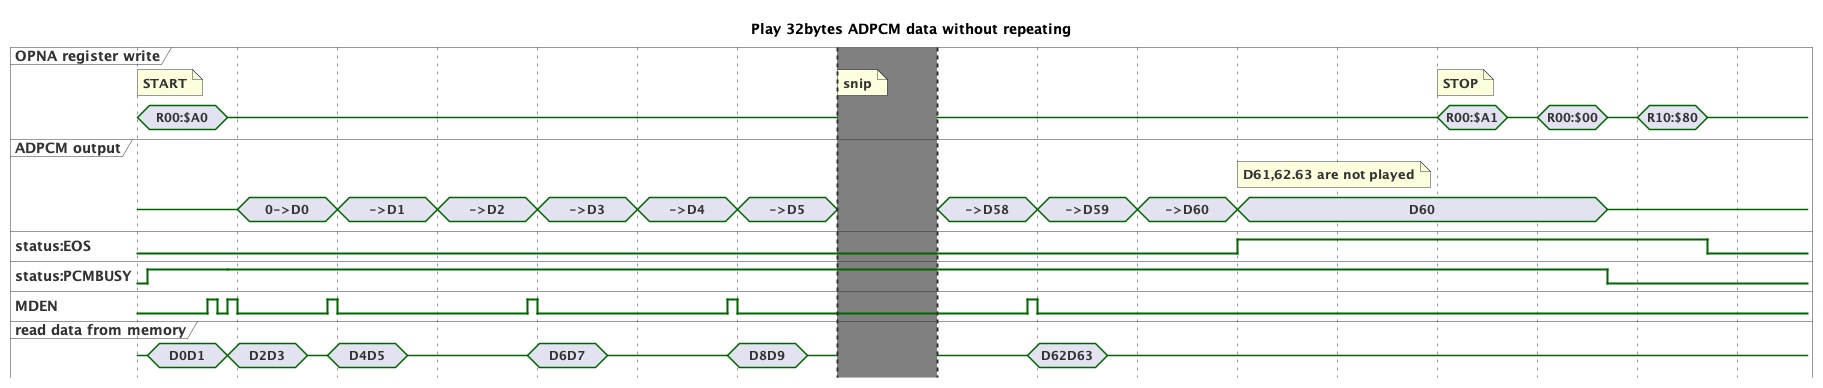 Play 32bytes ADPCM data without repeating
OPNA register write
START
snip
STOP
R00:$A0
R00:$A1
R00:$00
R10:$80
ADPCM output
D61,62.63 are not played
0->D0
->D1
->D2
->D3
->D4
->D5
->D58
->D59
->D60
D60
status:EOS
status:PCMBUSY
MDEN
read data from memory
D0D1
D2D3
D4D5
D6D7
D8D9
D62D63